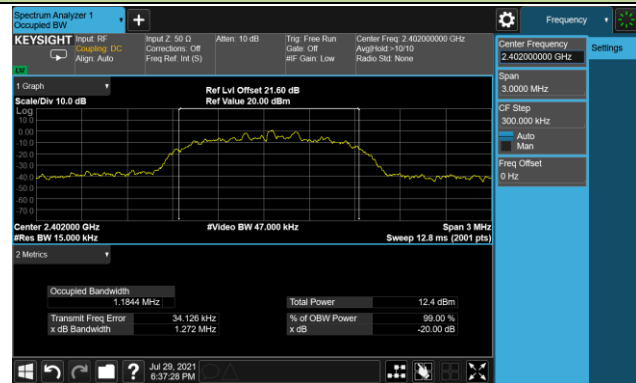 Spectrum Analyzer 1
Occupied BW
Frequency
KEYSIGHT
Input: RF
Coupling: DC
Align: Auto
Input Z: 50 Ω
Corrections: Off
Freq Ref: Int (S)
Atten: 10 dB
Trig: Free Run
Gate: Off
#IF Gain: Low
Center Freq: 2.402000000 GHz
Avg|Hold:>10/10
Radio Std: None
Center Frequency
2.402000000 GHz
Settings
Span
3.0000 MHz
CF Step
300.000 kHz
Auto
Man
Freq Offset
0 Hz
1 Graph
Scale/Div 10.0 dB
Ref Lvl Offset 21.60 dB
Ref Value 20.00 dBm
Log
10.0
0.00
-10.0
-20.0
-30.0
-40.0
-50.0
-60.0
-70.0
Center 2.402000 GHz
#Res BW 15.000 kHz
#Video BW 47.000 kHz
Span 3 MHz
Sweep 12.8 ms (2001 pts)
2 Metrics
Occupied Bandwidth
1.1844 MHz
Total Power 12.4 dBm
Transmit Freq Error 34.126 kHz
% of OBW Power 99.00 %
x dB Bandwidth 1.272 MHz
x dB -20.00 dB
?
Jul 29, 2021
6:37:28 PM